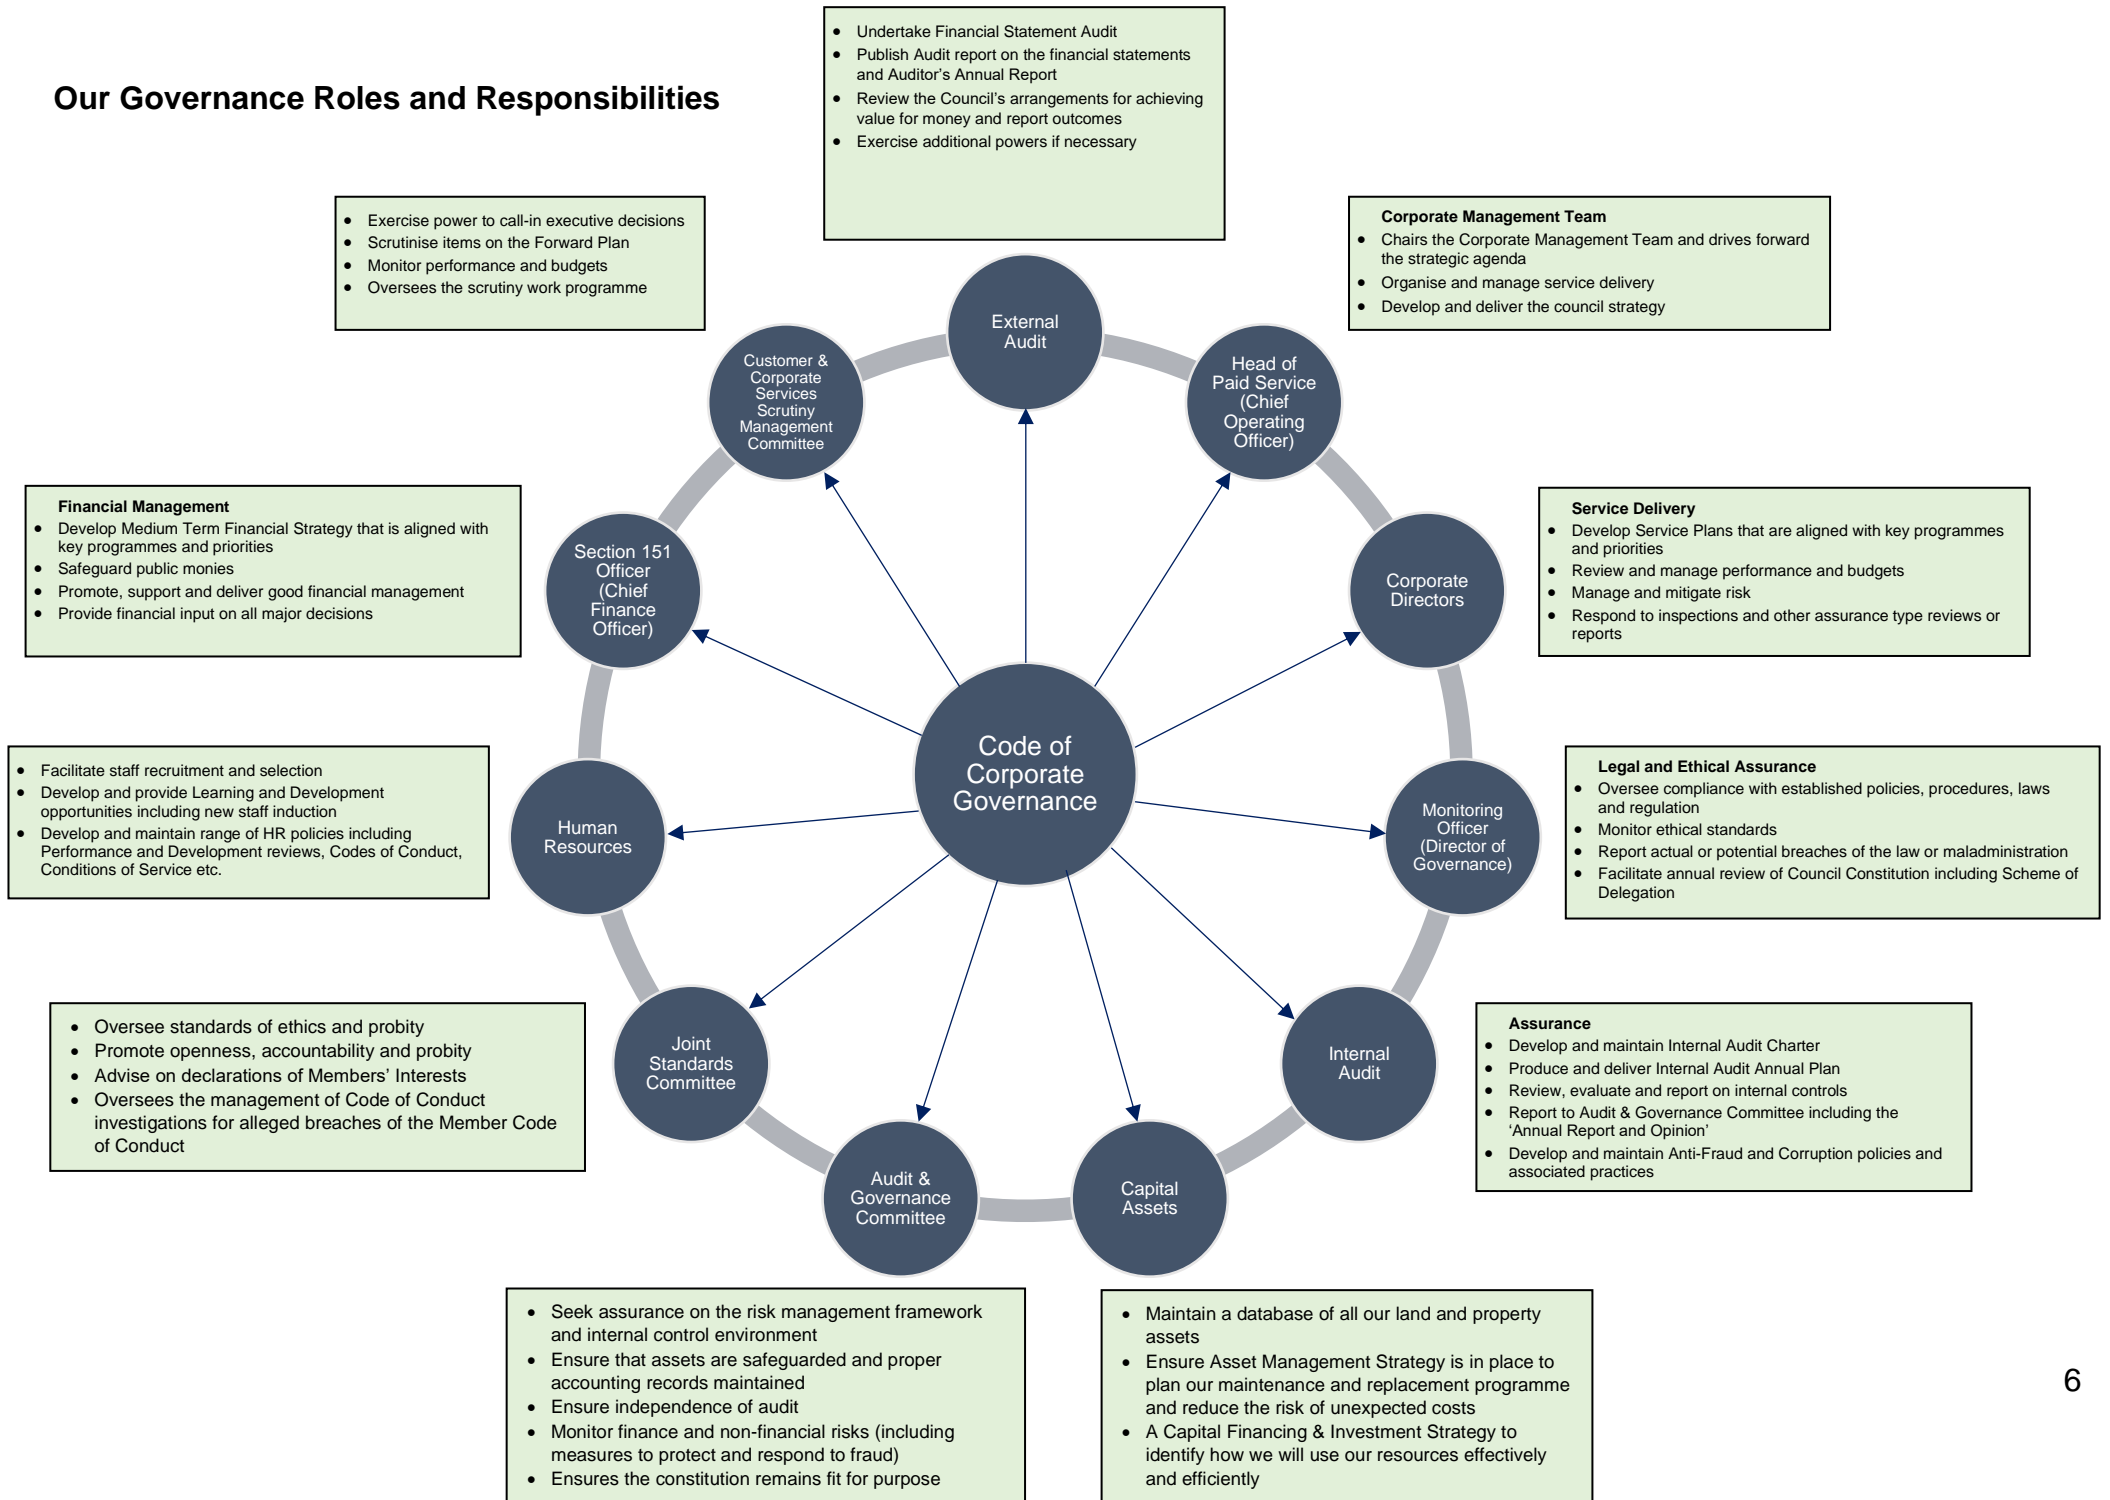 Our Governance Roles and Responsibilities
• Undertake Financial Statement Audit
• Publish Audit report on the financial statements
and Auditor’s Annual Report
• Review the Council’s arrangements for achieving
value for money and report outcomes
• Exercise additional powers if necessary
• Exercise power to call-in executive decisions
• Scrutinise items on the Forward Plan
• Monitor performance and budgets
• Oversees the scrutiny work programme
Corporate Management Team
• Chairs the Corporate Management Team and drives forward
the strategic agenda
• Organise and manage service delivery
• Develop and deliver the council strategy
External
Audit
Customer &
Corporate
Services
Scrutiny
Management
Committee
Head of
Paid Service
(Chief
Operating
Officer)
Financial Management
• Develop Medium Term Financial Strategy that is aligned with
key programmes and priorities
• Safeguard public monies
• Promote, support and deliver good financial management
• Provide financial input on all major decisions
Section 151
Officer
(Chief
Finance
Officer)
Corporate
Directors
Service Delivery
• Develop Service Plans that are aligned with key programmes
and priorities
• Review and manage performance and budgets
• Manage and mitigate risk
• Respond to inspections and other assurance type reviews or
reports
Code of
Corporate
Governance
• Facilitate staff recruitment and selection
• Develop and provide Learning and Development
opportunities including new staff induction
• Develop and maintain range of HR policies including
Performance and Development reviews, Codes of Conduct,
Conditions of Service etc.
Human
Resources
Monitoring
Officer
(Director of
Governance)
Legal and Ethical Assurance
• Oversee compliance with established policies, procedures, laws
and regulation
• Monitor ethical standards
• Report actual or potential breaches of the law or maladministration
• Facilitate annual review of Council Constitution including Scheme of
Delegation
• Oversee standards of ethics and probity
• Promote openness, accountability and probity
• Advise on declarations of Members’ Interests
• Oversees the management of Code of Conduct
investigations for alleged breaches of the Member Code
of Conduct
Joint
Standards
Committee
Internal
Audit
Assurance
• Develop and maintain Internal Audit Charter
• Produce and deliver Internal Audit Annual Plan
• Review, evaluate and report on internal controls
• Report to Audit & Governance Committee including the
‘Annual Report and Opinion’
• Develop and maintain Anti-Fraud and Corruption policies and
associated practices
Audit &
Governance
Committee
Capital
Assets
• Seek assurance on the risk management framework
and internal control environment
• Ensure that assets are safeguarded and proper
accounting records maintained
• Ensure independence of audit
• Monitor finance and non-financial risks (including
measures to protect and respond to fraud)
• Ensures the constitution remains fit for purpose
• Maintain a database of all our land and property
assets
• Ensure Asset Management Strategy is in place to
plan our maintenance and replacement programme
and reduce the risk of unexpected costs
• A Capital Financing & Investment Strategy to
identify how we will use our resources effectively
and efficiently
6